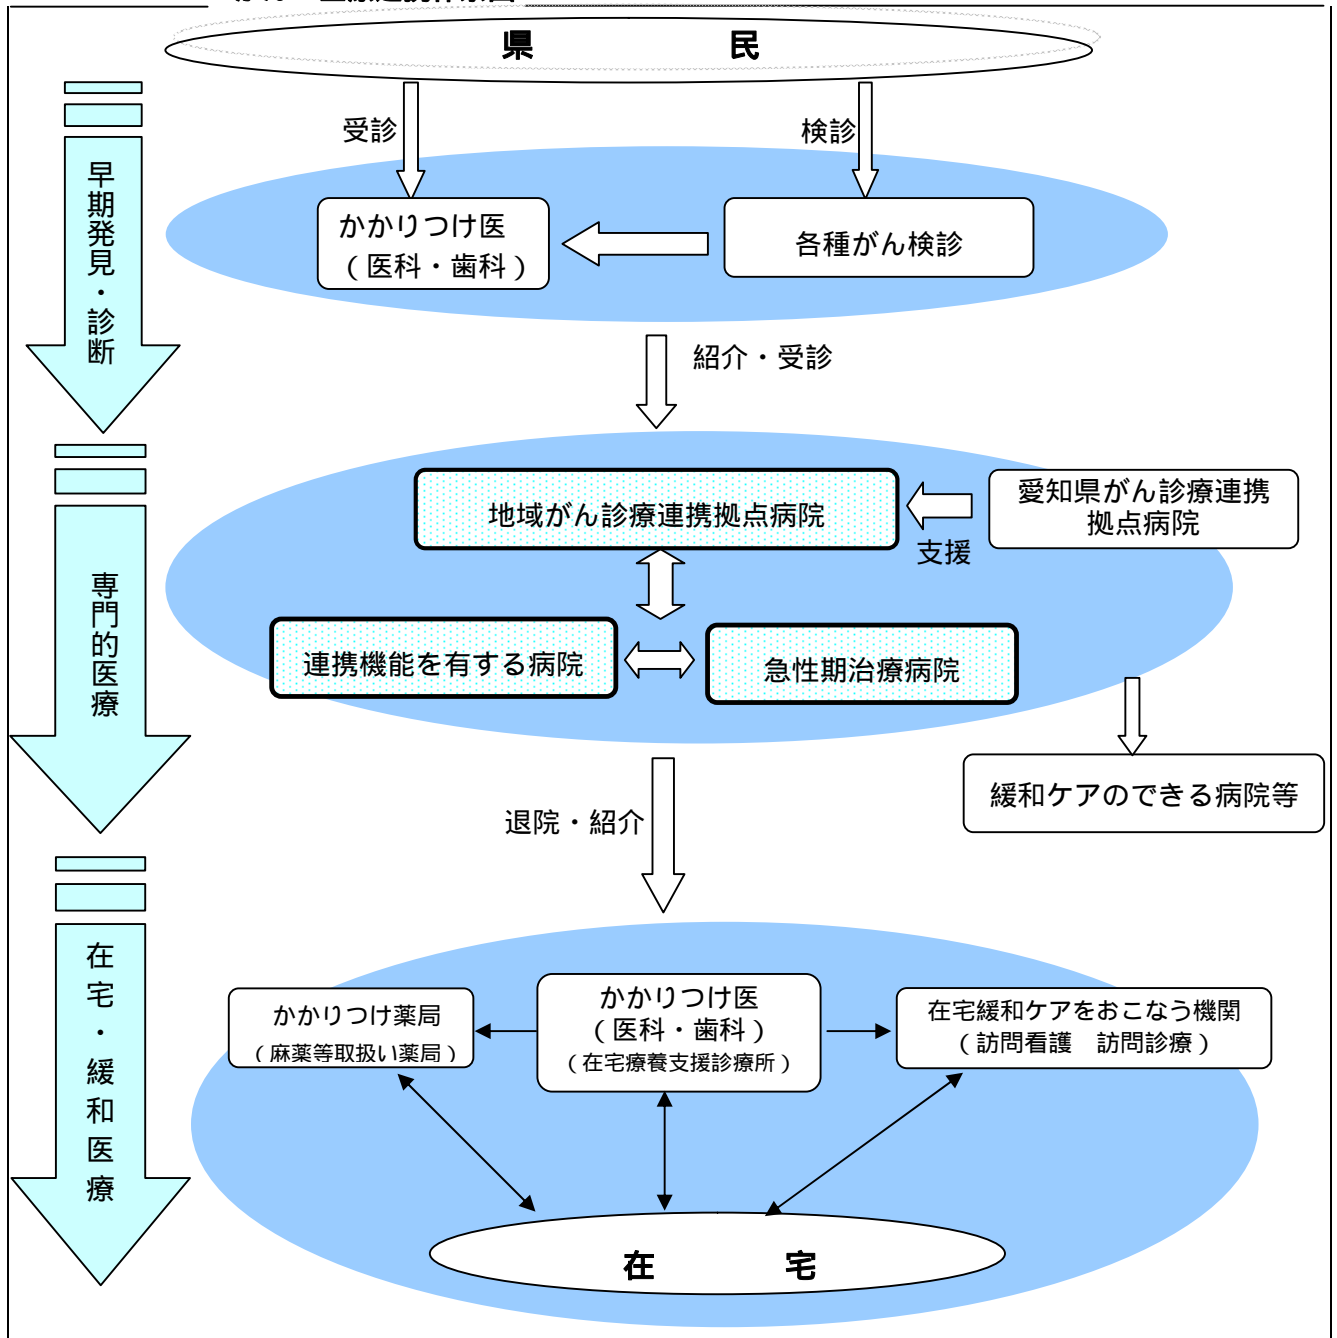 県 民
受診
検診
早期発見・診断
かかりつけ医
（医科・歯科）
各種がん検診
紹介・受診
専門的医療
地域がん診療連携拠点病院
愛知県がん診療連携
拠点病院
支援
連携機能を有する病院
急性期治療病院
緩和ケアのできる病院等
退院・紹介
在宅・緩和医療
かかりつけ薬局
（麻薬等取扱い薬局）
かかりつけ医
（医科・歯科）
（在宅療養支援診療所）
在宅緩和ケアをおこなう機関
（訪問看護　訪問診療）
在 宅